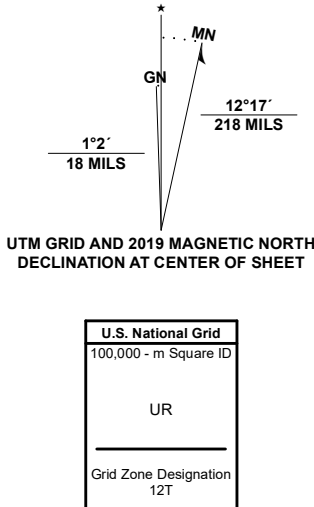 MN
GN
12°17´
218 MILS
1°2´
18 MILS
UTM GRID AND 2019 MAGNETIC NORTH
DECLINATION AT CENTER OF SHEET
U.S. National Grid
100,000 - m Square ID
UR
Grid Zone Designation
12T